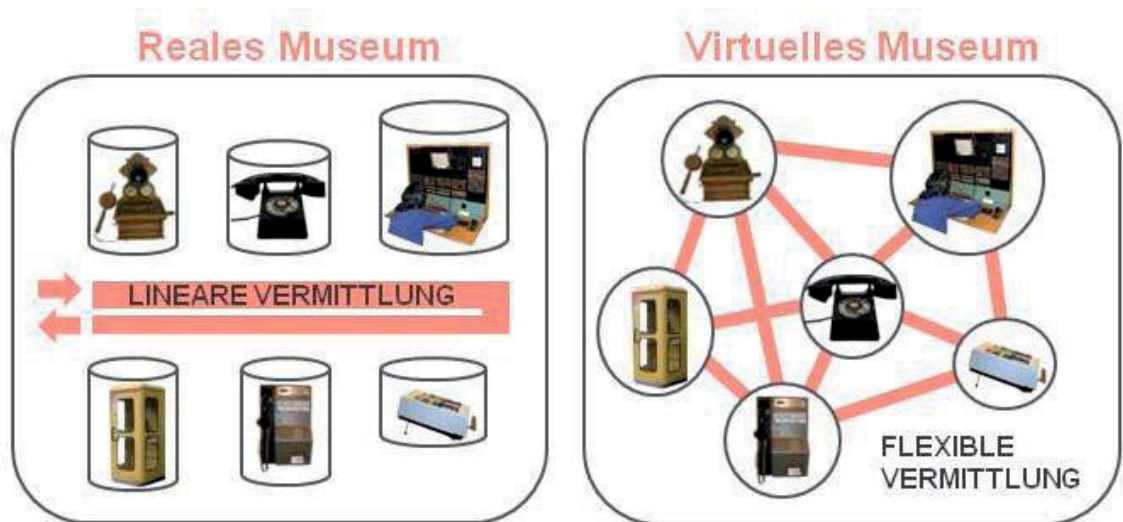 Reales Museum
LINEARE VERMITTLUNG
Virtuelles Museum
FLEXIBLE
VERMITTLUNG